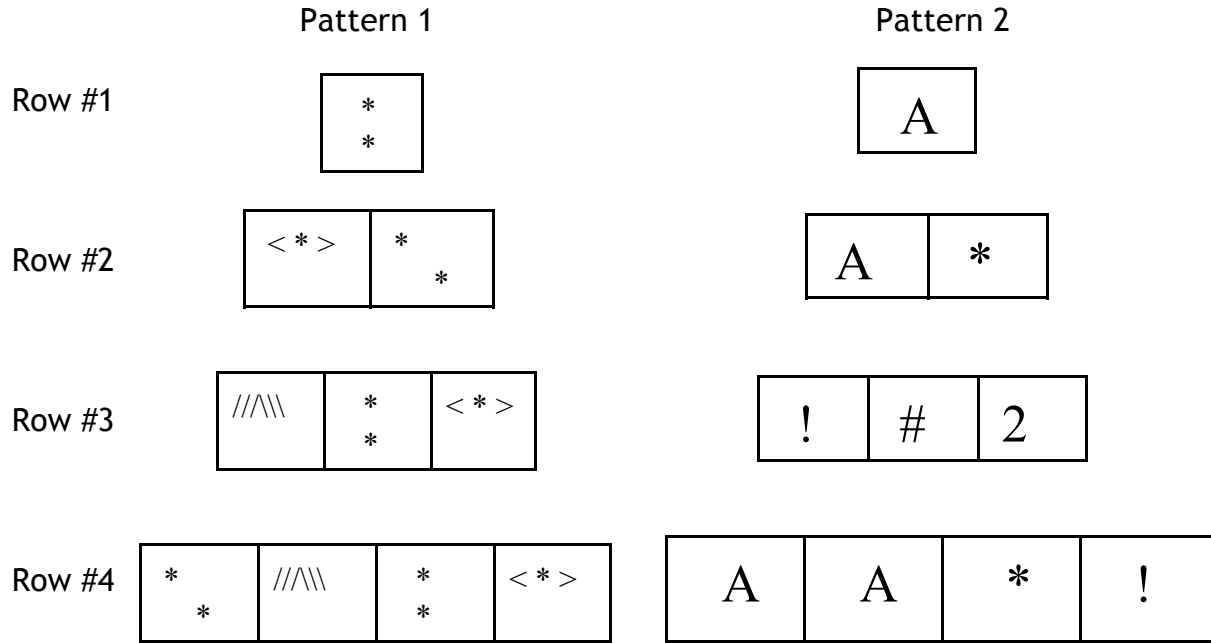 Pattern 1 Pattern 2
Row #1
*
*
A
Row #2
< * > *
*
A *
Row #3
///\\\ * < * >
*
! # 2
Row #4
* ///\\\ * < * >
* *
A A * !